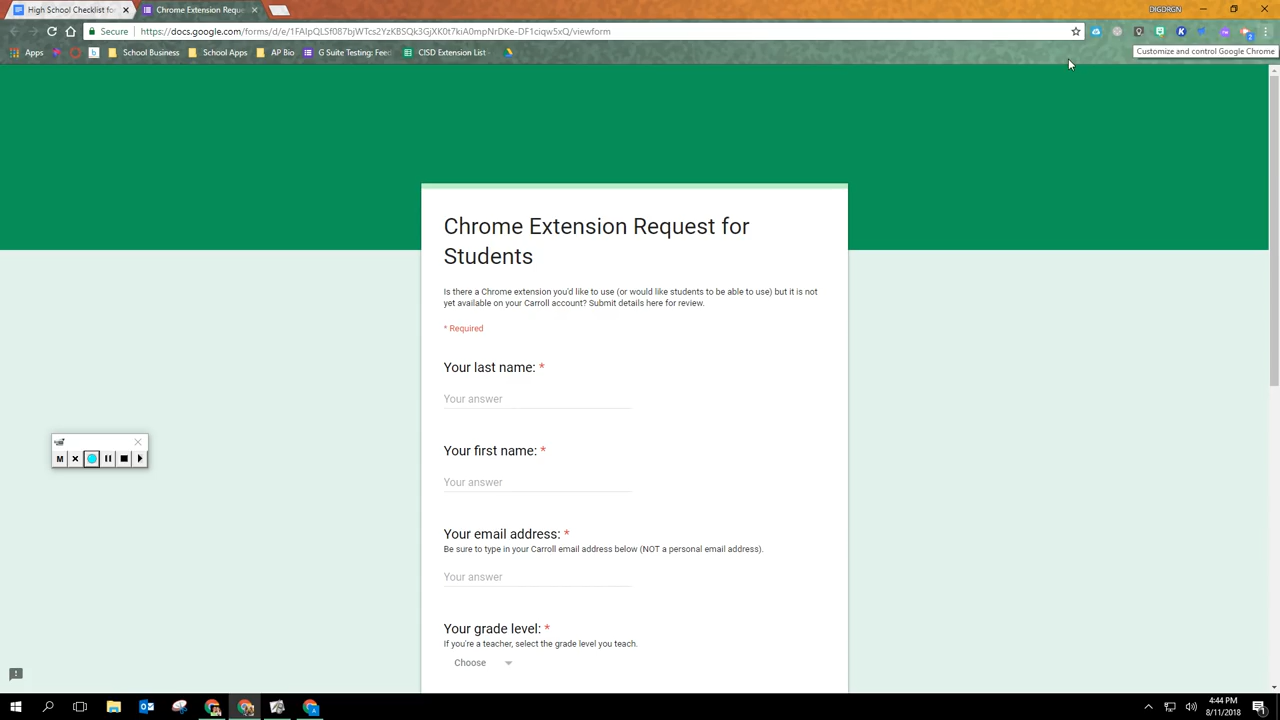 High School Checklist for
Chrome Extension Reque
DIGORGN
Secure
https://docs.google.com/forms/d/e/1FAIpQLSf087bjWTcs2YzKBSQk3GjXK0t7kiA0mpNrDKe-DF1ciqw5xQ/viewform
Apps
School Business
School Apps
AP Bio
G Suite Testing: Feed
CISD Extension List -
Customize and control Google Chrome
Chrome Extension Request for
Students
Is there a Chrome extension you'd like to use (or would like students to be able to use) but it is not
yet available on your Carroll account? Submit details here for review.
* Required
Your last name: *
Your answer
Your first name: *
Your answer
Your email address: *
Be sure to type in your Carroll email address below (NOT a personal email address).
Your answer
Your grade level: *
If you're a teacher, select the grade level you teach.
Choose
M
4:44 PM
8/11/2018